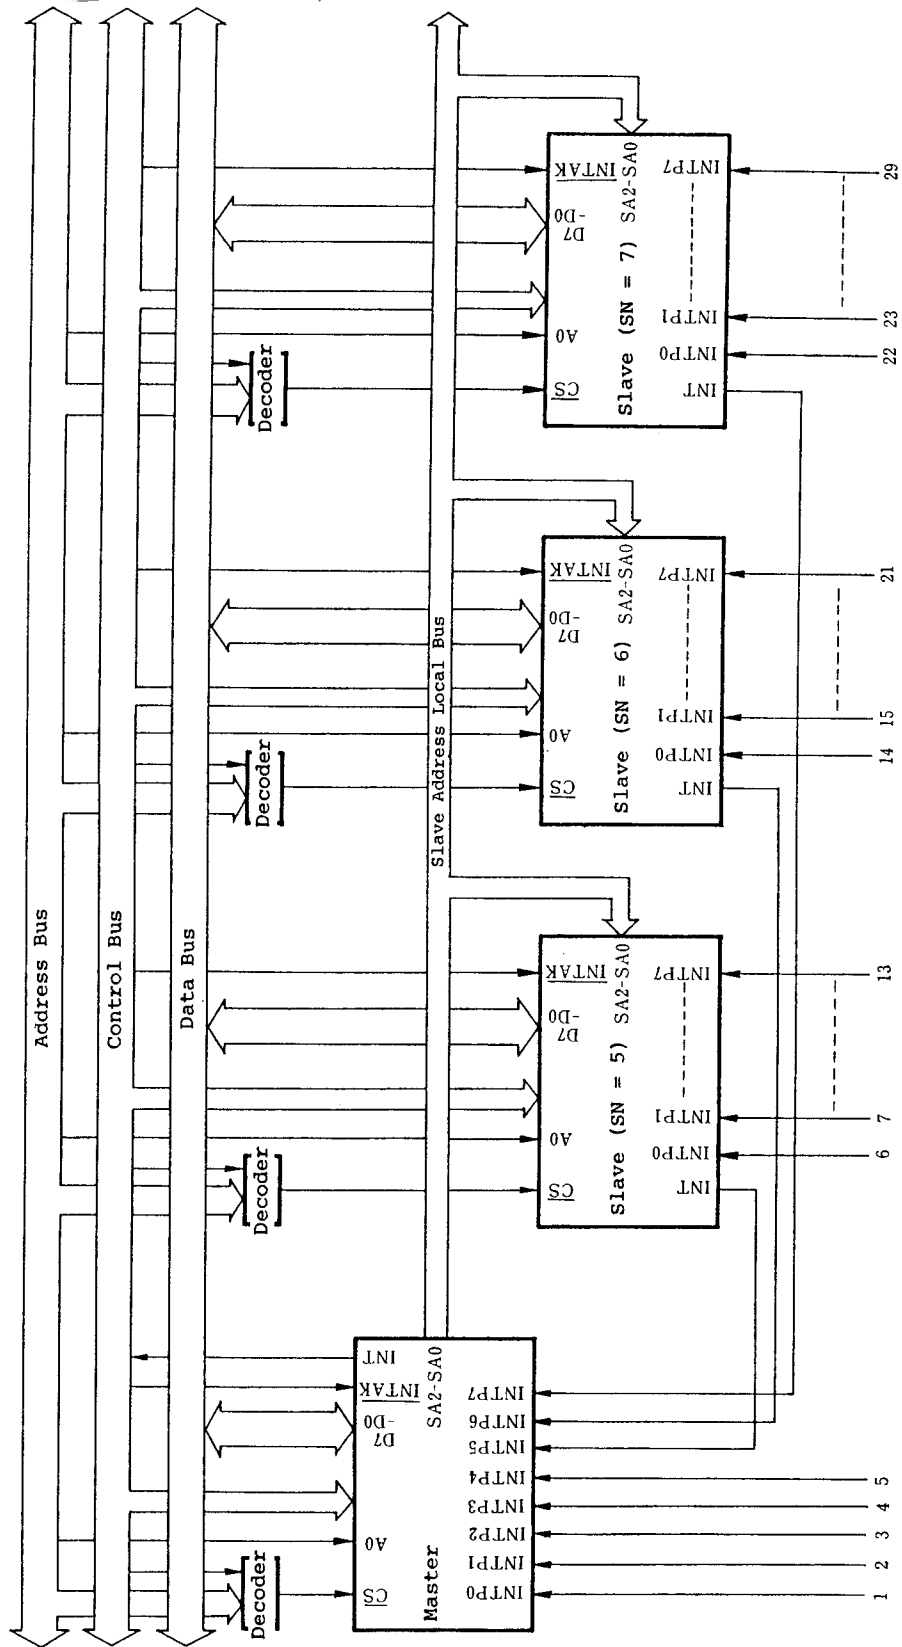 Address Bus
Control Bus
Data Bus
Slave Address Local Bus
Decoder
Decoder
Decoder
Decoder
Master
CS
A0
D7
-D0
INTAK
INT
SA2-SA0
INTP0
INTP1
INTP2
INTP3
INTP4
INTP5
INTP6
INTP7
1
2
3
4
5
Slave (SN = 5)
CS
A0
D7
-D0
INTAK
SA2-SA0
INT
INTP0
INTP1
INTP7
6
7
13
Slave (SN = 6)
CS
A0
D7
-D0
INTAK
SA2-SA0
INT
INTP0
INTP1
INTP7
14
15
21
Slave (SN = 7)
CS
A0
D7
-D0
INTAK
SA2-SA0
INT
INTP0
INTP1
INTP7
22
23
29